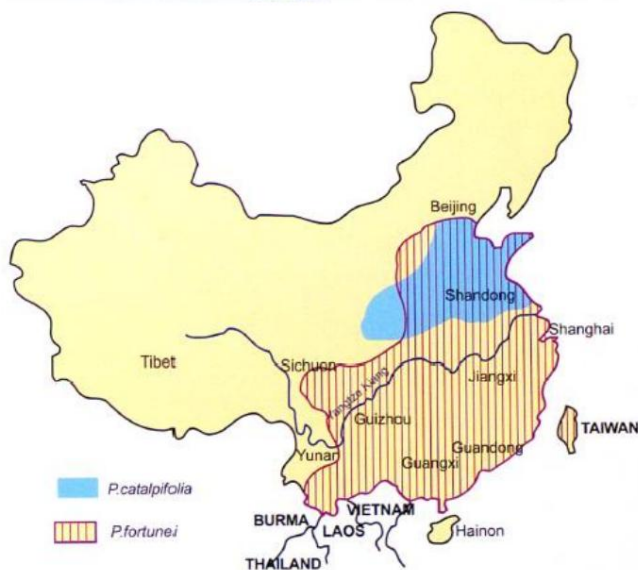 Beijing
Shandong
Shanghai
Tibet
Sichuon
Yangtze Kiang
Jiangxi
Guizhou
Yunan
Guangxi
Guandong
TAIWAN
P.catalpifolia
P.fortunei
BURMA
VIETNAM
LAOS
THAILAND
Hainon